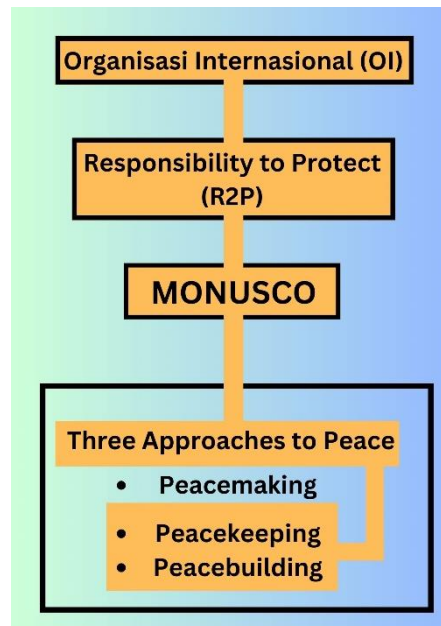 Organisasi Internasional (OI)
Responsibility to Protect
(R2P)
MONUSCO
Three Approaches to Peace
• Peacemaking
• Peacekeeping
• Peacebuilding